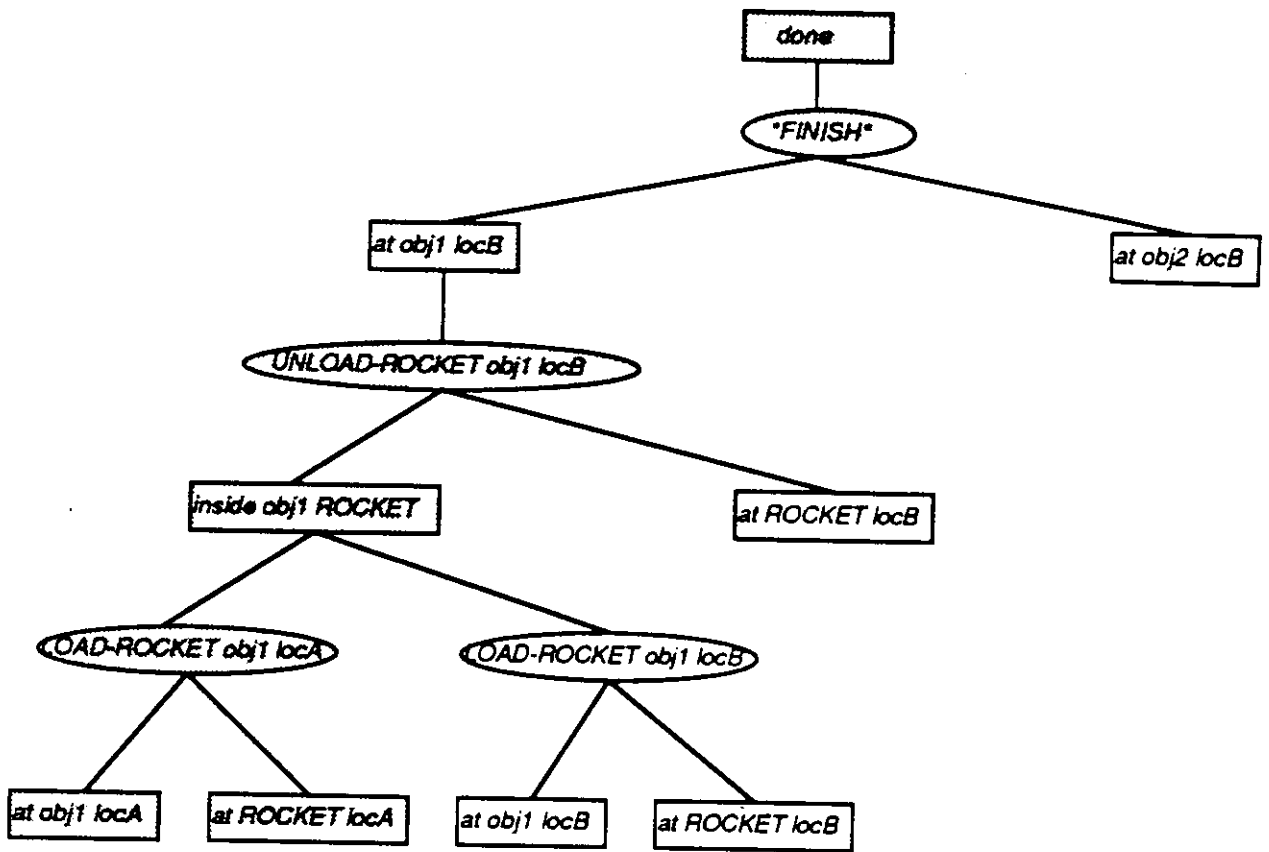 done
*FINISH*
at obj1 locB
at obj2 locB
UNLOAD-ROCKET obj1 locB
inside obj1 ROCKET
at ROCKET locB
LOAD-ROCKET obj1 locA
LOAD-ROCKET obj1 locB
at obj1 locA
at ROCKET locA
at obj1 locB
at ROCKET locB